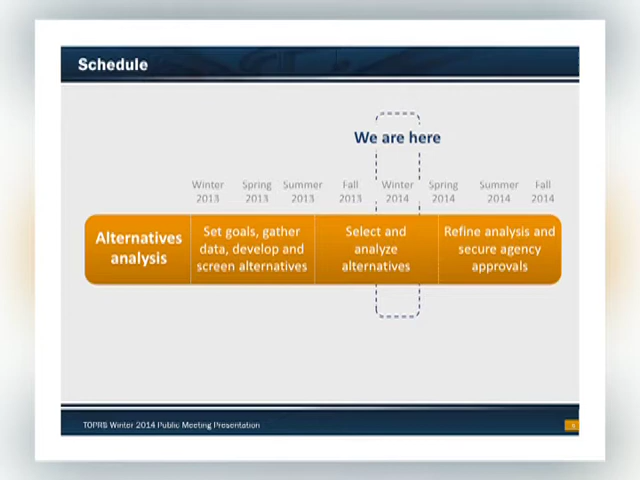 Schedule
We are here
Winter 2013
Spring 2013
Summer 2013
Fall 2013
Winter 2014
Spring 2014
Summer 2014
Fall 2014
Alternatives
analysis
Set goals, gather
data, develop and
screen alternatives
Select and
analyze
alternatives
Refine analysis and
secure agency
approvals
TOPRS Winter 2014 Public Meeting Presentation